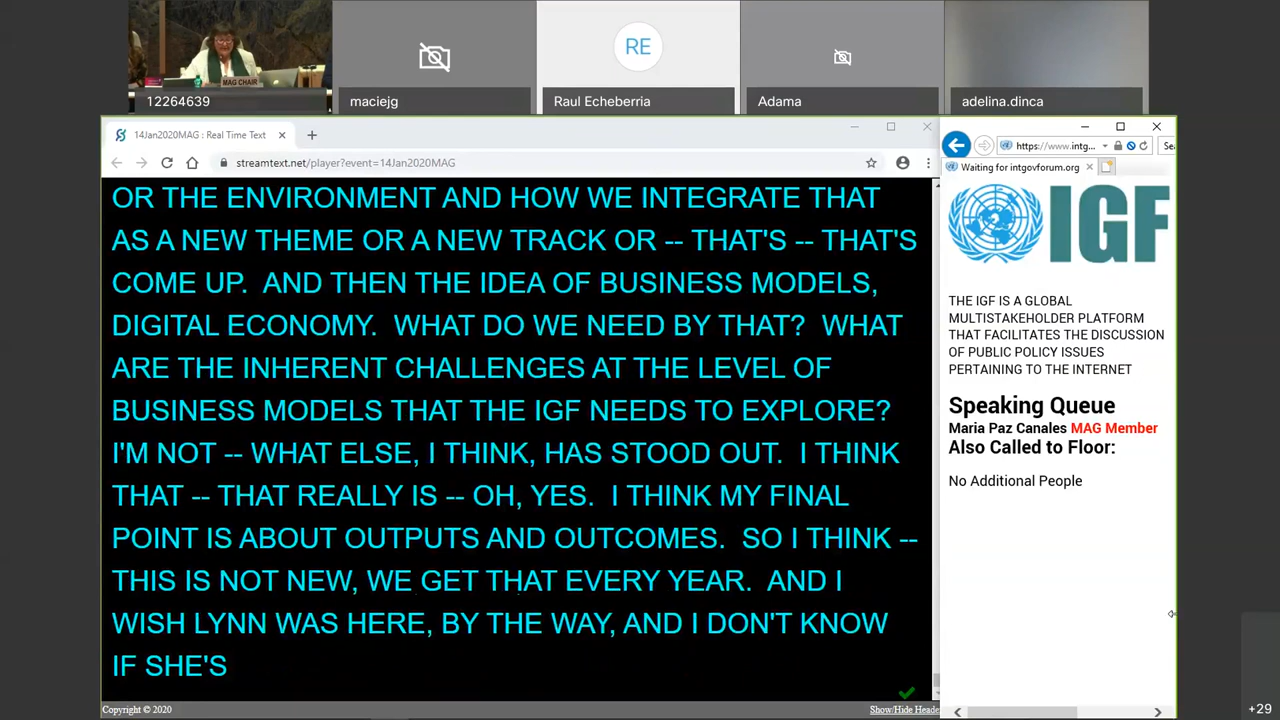 MAG CHAIR
RE
12264639
maciejg
Raul Echeberria
Adama
adelina.dinca
14Jan2020MAG : Real Time Text
streamtext.net/player?event=14Jan2020MAG
OR THE ENVIRONMENT AND HOW WE INTEGRATE THAT
AS A NEW THEME OR A NEW TRACK OR -- THAT'S -- THAT'S
COME UP. AND THEN THE IDEA OF BUSINESS MODELS,
DIGITAL ECONOMY. WHAT DO WE NEED BY THAT? WHAT
ARE THE INHERENT CHALLENGES AT THE LEVEL OF
BUSINESS MODELS THAT THE IGF NEEDS TO EXPLORE?
I'M NOT -- WHAT ELSE, I THINK, HAS STOOD OUT. I THINK
THAT -- THAT REALLY IS -- OH, YES. I THINK MY FINAL
POINT IS ABOUT OUTPUTS AND OUTCOMES. SO I THINK --
THIS IS NOT NEW, WE GET THAT EVERY YEAR. AND I
WISH LYNN WAS HERE, BY THE WAY, AND I DON'T KNOW
IF SHE'S
Copyright © 2020
Show/Hide Heade
https://www.intg...
Sea
Waiting for intgovforum.org
IGF
THE IGF IS A GLOBAL
MULTISTAKEHOLDER PLATFORM
THAT FACILITATES THE DISCUSSION
OF PUBLIC POLICY ISSUES
PERTAINING TO THE INTERNET
Speaking Queue
Maria Paz Canales MAG Member
Also Called to Floor:
No Additional People
+29